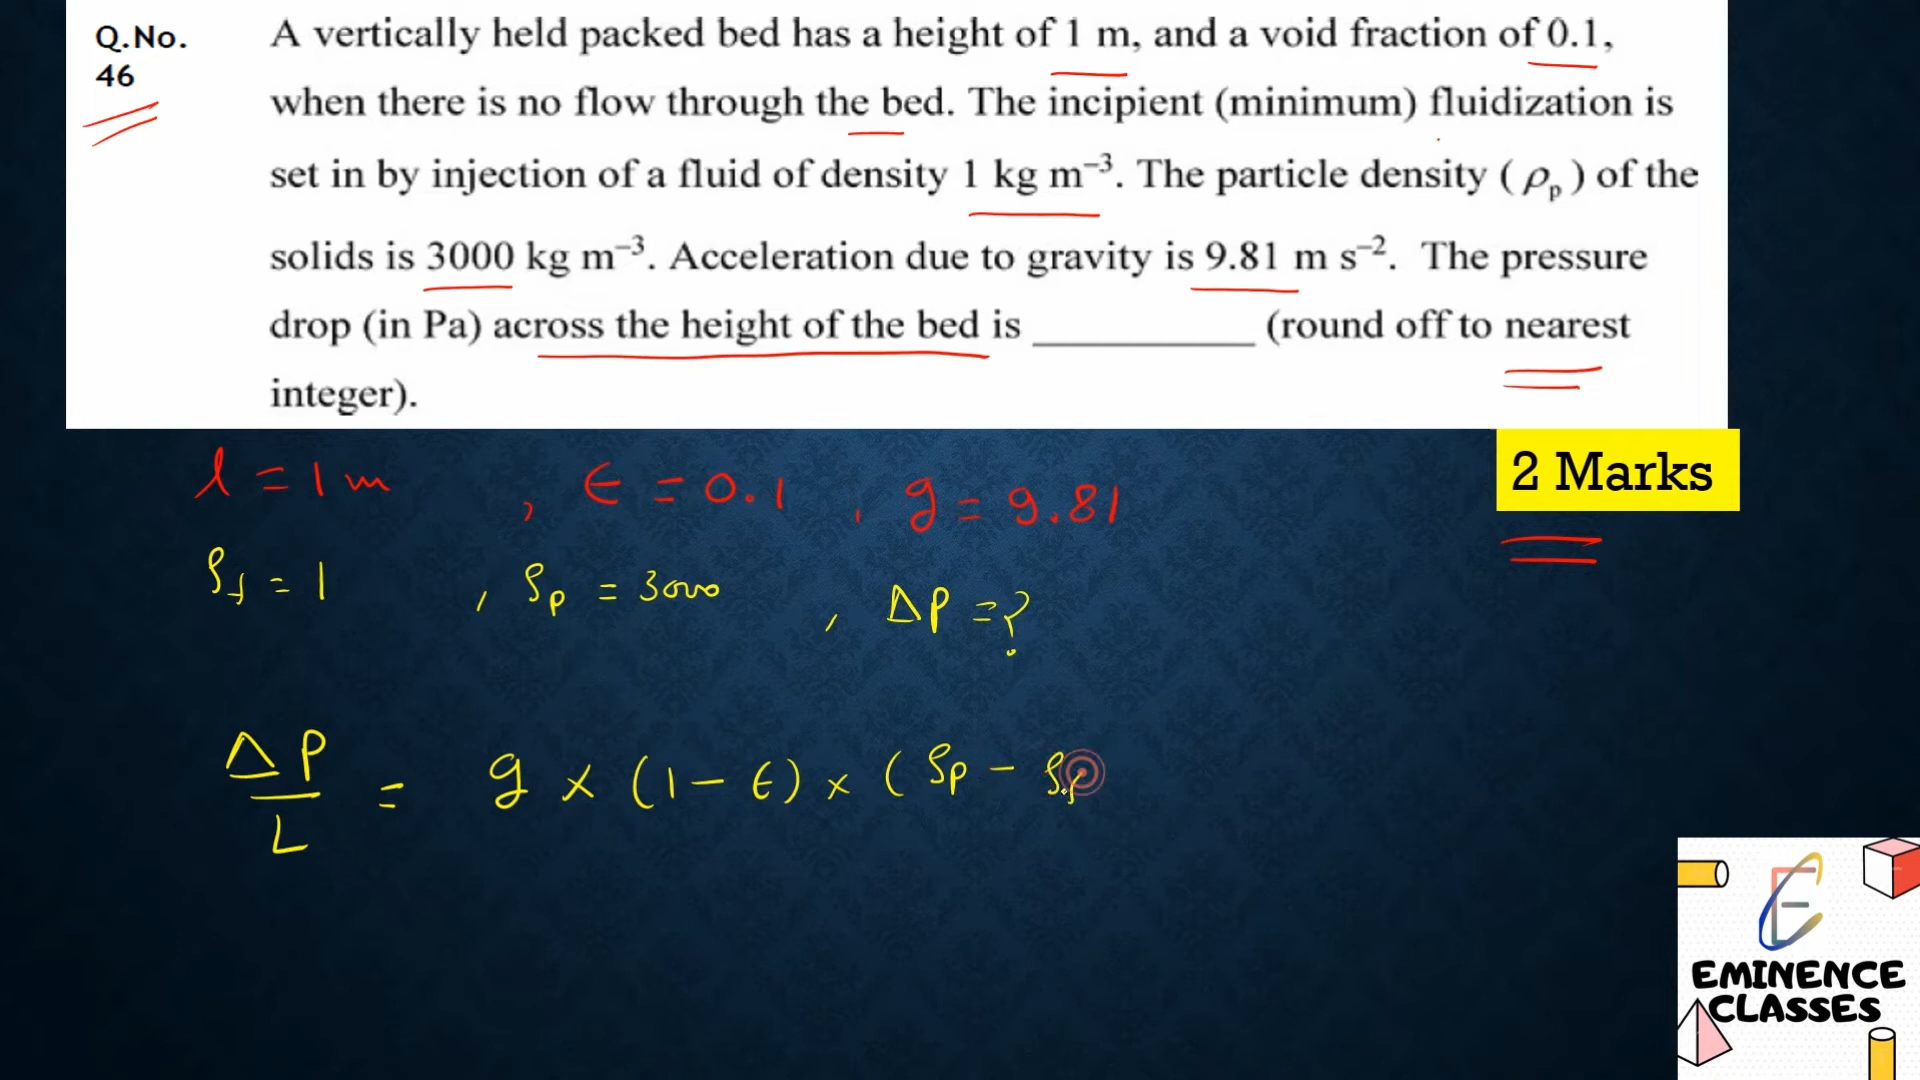 Q.No.
46
A vertically held packed bed has a height of 1 m, and a void fraction of 0.1,
when there is no flow through the bed. The incipient (minimum) fluidization is
set in by injection of a fluid of density 1 kg m⁻³. The particle density (ρₚ) of the
solids is 3000 kg m⁻³. Acceleration due to gravity is 9.81 m s⁻². The pressure
drop (in Pa) across the height of the bed is ___________ (round off to nearest
integer).
2 Marks
l = 1 m , ϵ = 0.1 , g = 9.81
ρf = 1 , ρp = 3000 , ΔP = ?
ΔP/L = g × (1 − ϵ) × (ρp − ρf
EMINENCE
CLASSES